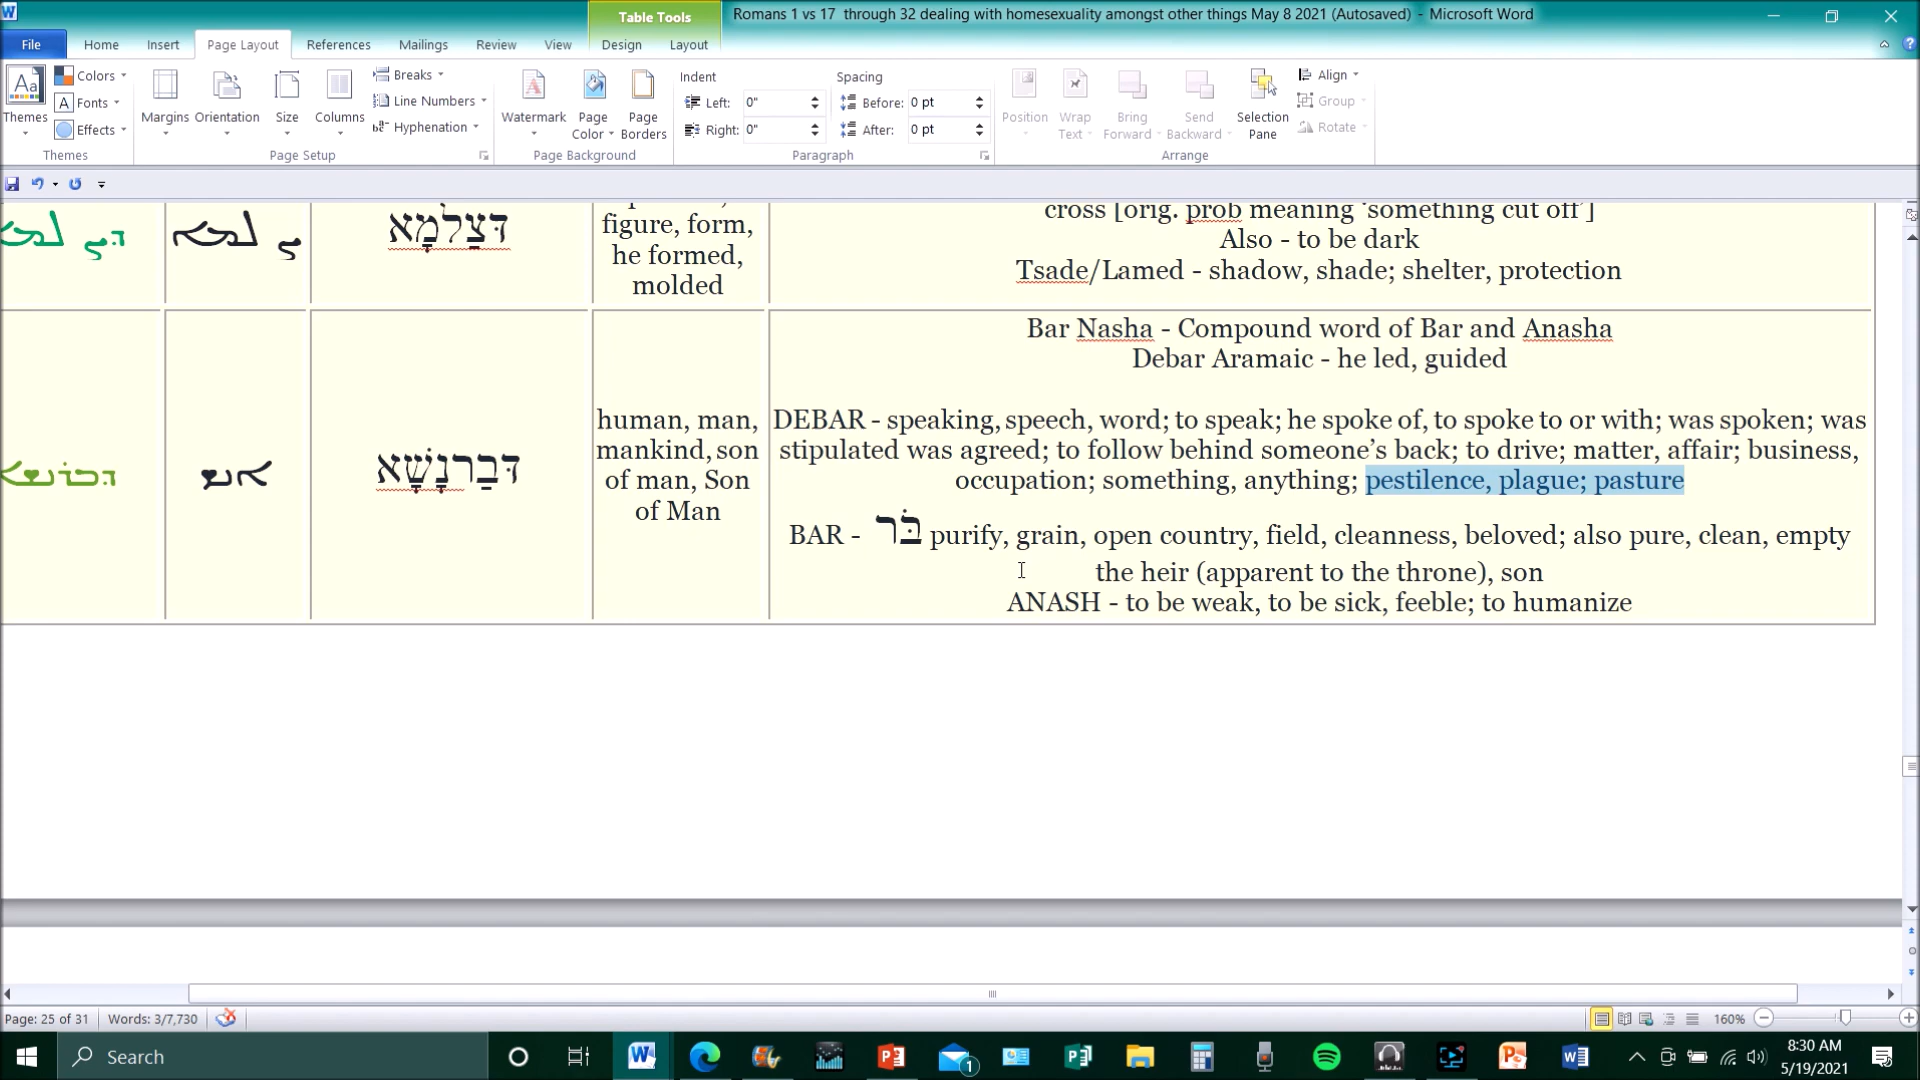 Table Tools
Romans 1 vs 17  through 32 dealing with homesexuality amongst other things May 8 2021 (Autosaved)  -  Microsoft Word
File Home Insert Page Layout References Mailings Review View Design Layout
Themes
Colors
Fonts
Effects
Themes
Margins Orientation Size Columns
Breaks
Line Numbers
Hyphenation
Page Setup
Watermark Page Color Page Borders
Page Background
Indent
Left: 0"
Right: 0"
Spacing
Before: 0 pt
After: 0 pt
Paragraph
Position Wrap Text Bring Forward Send Backward Selection Pane
Align
Group
Rotate
Arrange
דּצַלמָא
figure, form,
he formed,
molded
cross [orig. prob meaning ‘something cut off’]
Also - to be dark
Tsade/Lamed - shadow, shade; shelter, protection
דּבַרנָשָׁא
human, man,
mankind, son
of man, Son
of Man
Bar Nasha - Compound word of Bar and Anasha
Debar Aramaic - he led, guided
DEBAR - speaking, speech, word; to speak; he spoke of, to spoke to or with; was spoken; was
stipulated was agreed; to follow behind someone’s back; to drive; matter, affair; business,
occupation; something, anything; pestilence, plague; pasture
BAR - בֹּר purify, grain, open country, field, cleanness, beloved; also pure, clean, empty
the heir (apparent to the throne), son
ANASH - to be weak, to be sick, feeble; to humanize
Page: 25 of 31 Words: 3/7,730 160%
Search
8:30 AM
5/19/2021